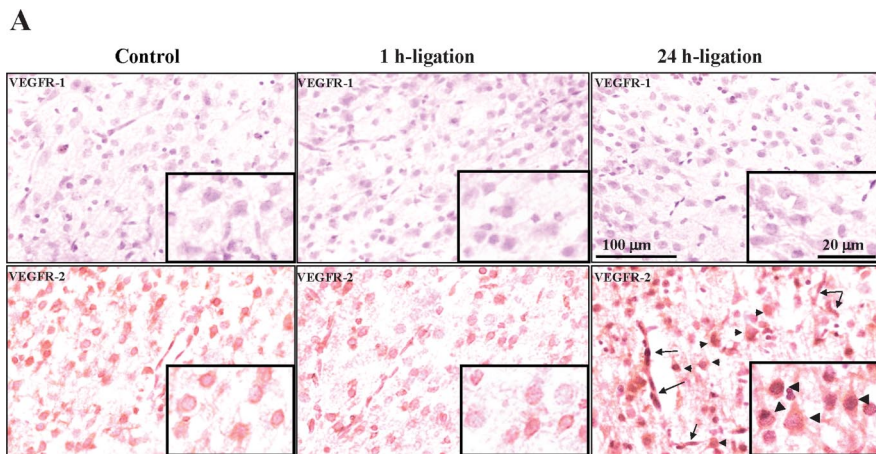 A
Control
1 h-ligation
24 h-ligation
VEGFR-1
VEGFR-1
VEGFR-1
100 µm
20 µm
VEGFR-2
VEGFR-2
VEGFR-2